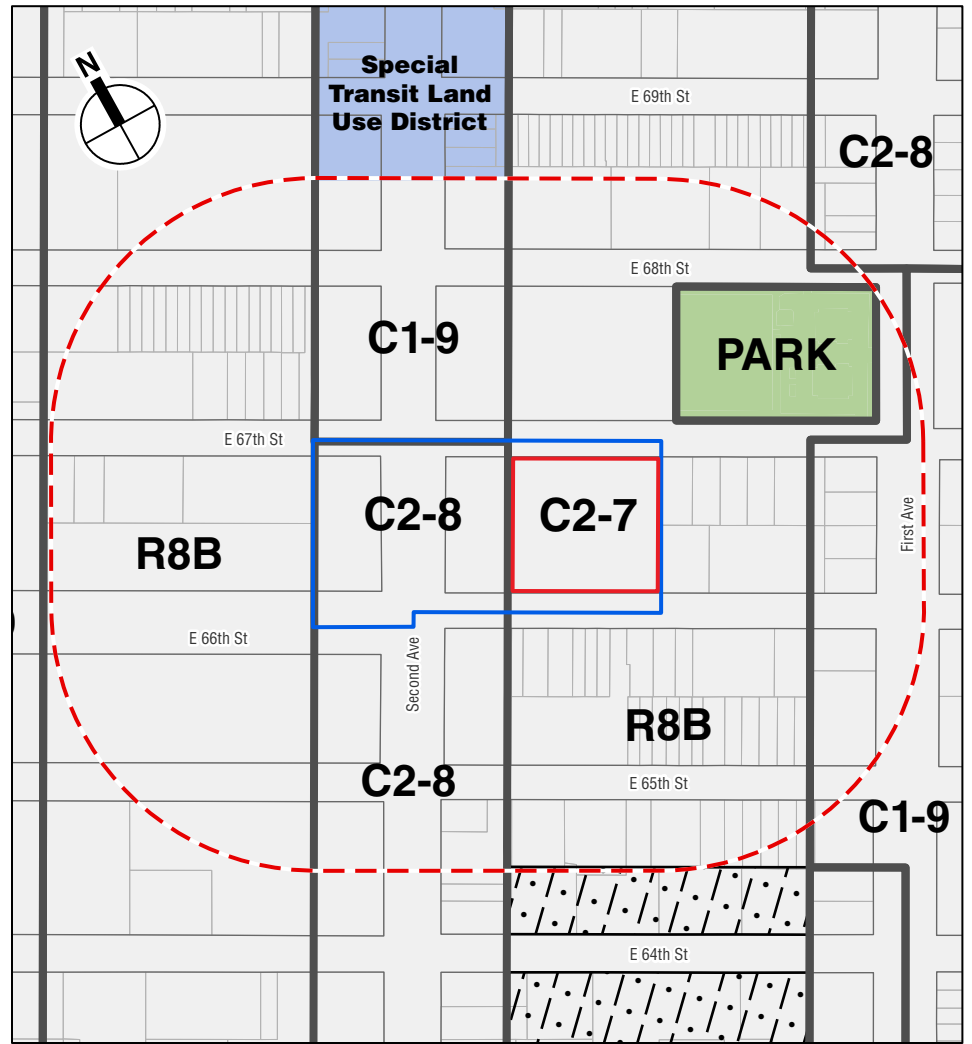 N
Special
Transit Land
Use District
E 69th St
C2-8
E 68th St
C1-9
PARK
E 67th St
C2-8
C2-7
First Ave
R8B
E 66th St
Second Ave
R8B
C2-8
E 65th St
C1-9
E 64th St